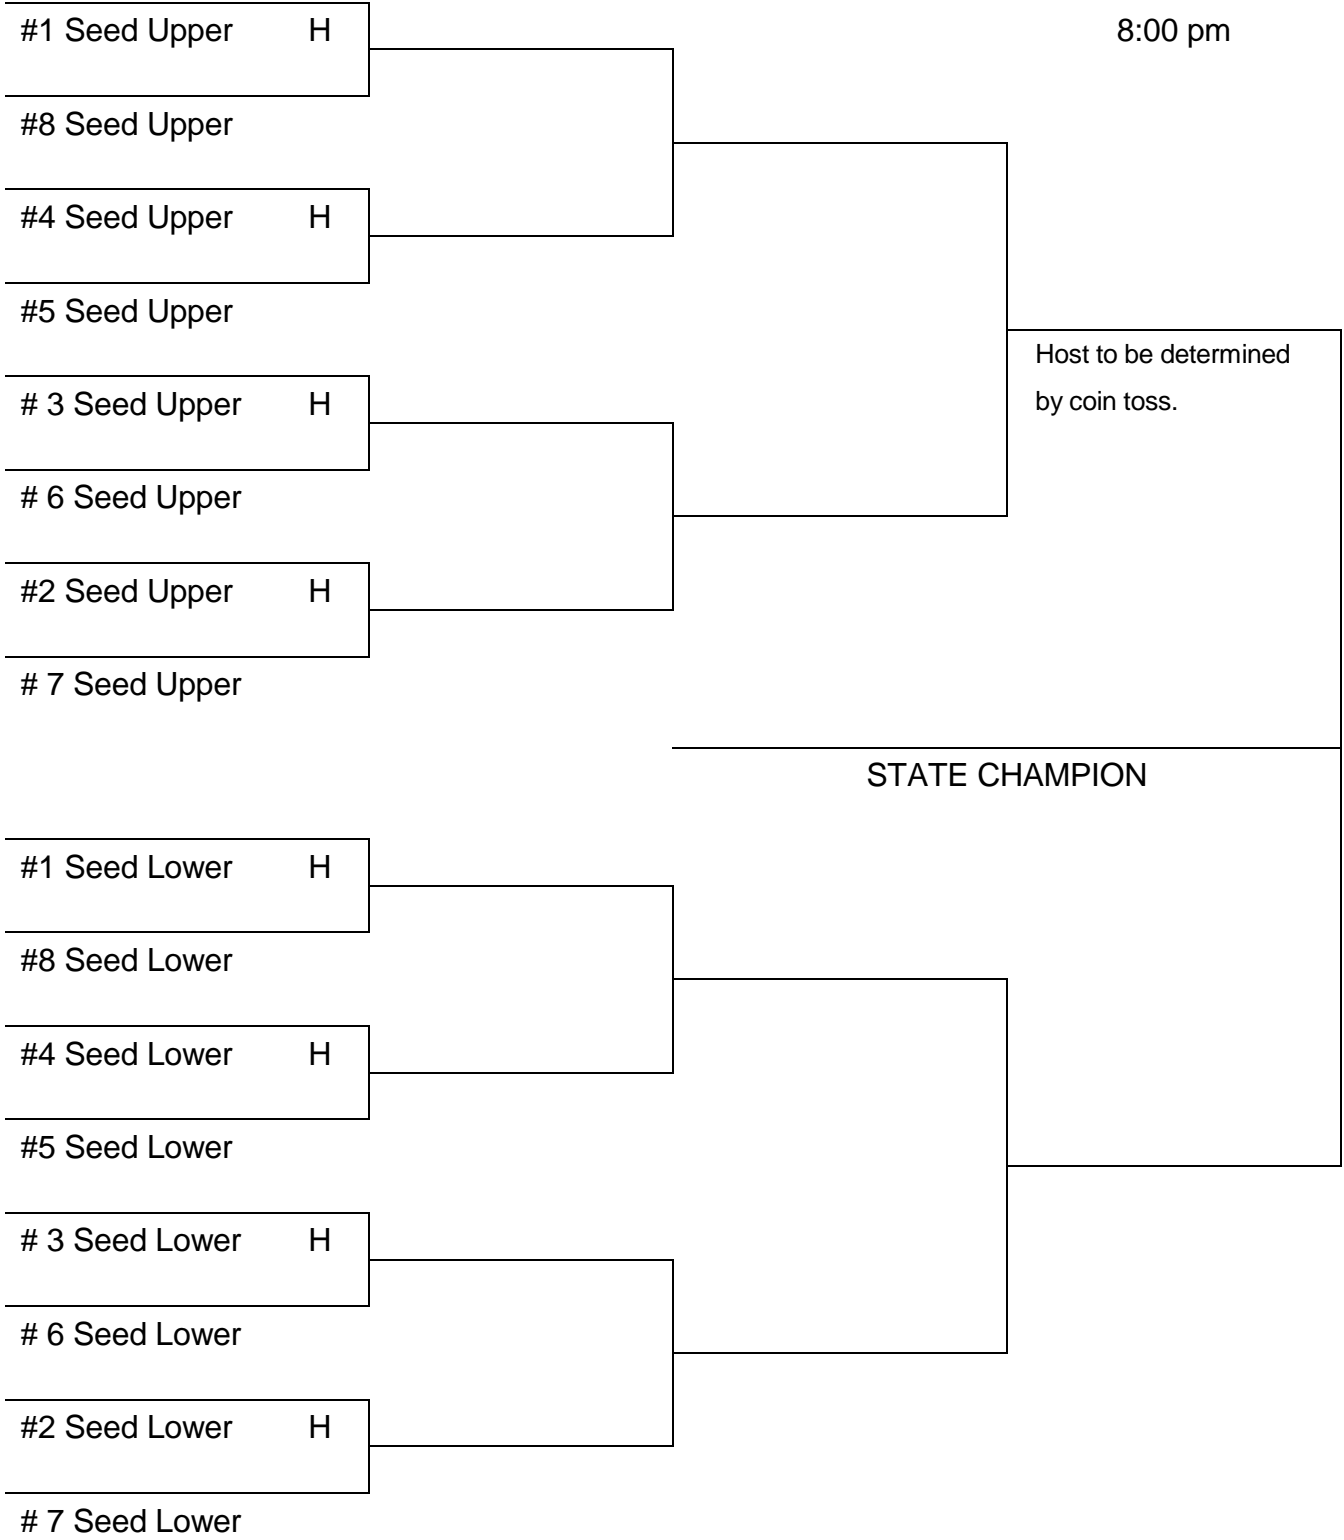 #1 Seed Upper H 8:00 pm
#8 Seed Upper
#4 Seed Upper H
#5 Seed Upper
Host to be determined
by coin toss.
# 3 Seed Upper H
# 6 Seed Upper
#2 Seed Upper H
# 7 Seed Upper
STATE CHAMPION
#1 Seed Lower H
#8 Seed Lower
#4 Seed Lower H
#5 Seed Lower
# 3 Seed Lower H
# 6 Seed Lower
#2 Seed Lower H
# 7 Seed Lower